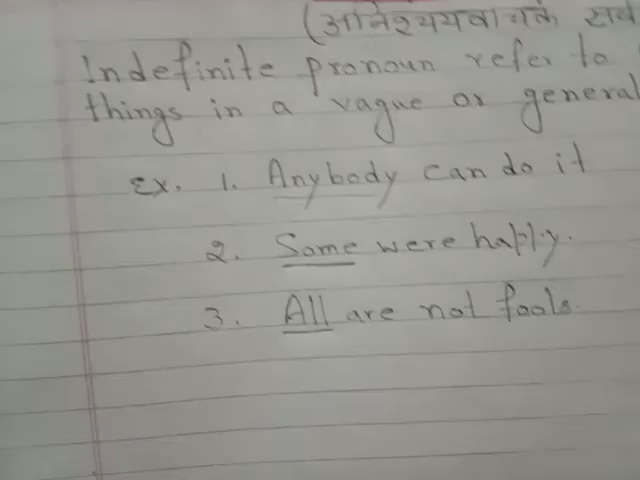 (अनिश्चयवाचक सर्व
Indefinite pronoun refer to
things in a vague or general
Ex. 1. Anybody can do it
2. Some were happy.
3. All are not fools.